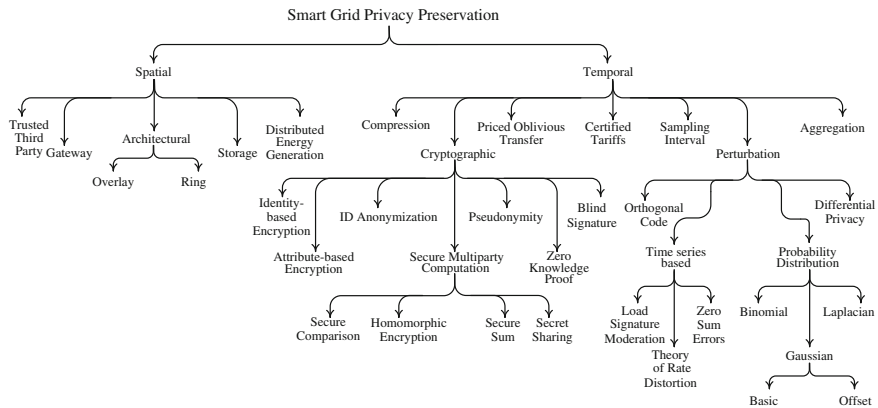 Smart Grid Privacy Preservation
Spatial
Temporal
Trusted
Third
Party
Gateway
Architectural
Storage
Distributed
Energy
Generation
Overlay
Ring
Compression
Cryptographic
Priced Oblivious
Transfer
Certified
Tariffs
Sampling
Interval
Perturbation
Aggregation
Identity-
based
Encryption
Attribute-based
Encryption
ID Anonymization
Secure Multiparty
Computation
Pseudonymity
Zero
Knowledge
Proof
Blind
Signature
Secure
Comparison
Homomorphic
Encryption
Secure
Sum
Secret
Sharing
Orthogonal
Code
Time series
based
Probability
Distribution
Differential
Privacy
Load
Signature
Moderation
Theory
of Rate
Distortion
Zero
Sum
Errors
Binomial
Gaussian
Laplacian
Basic
Offset